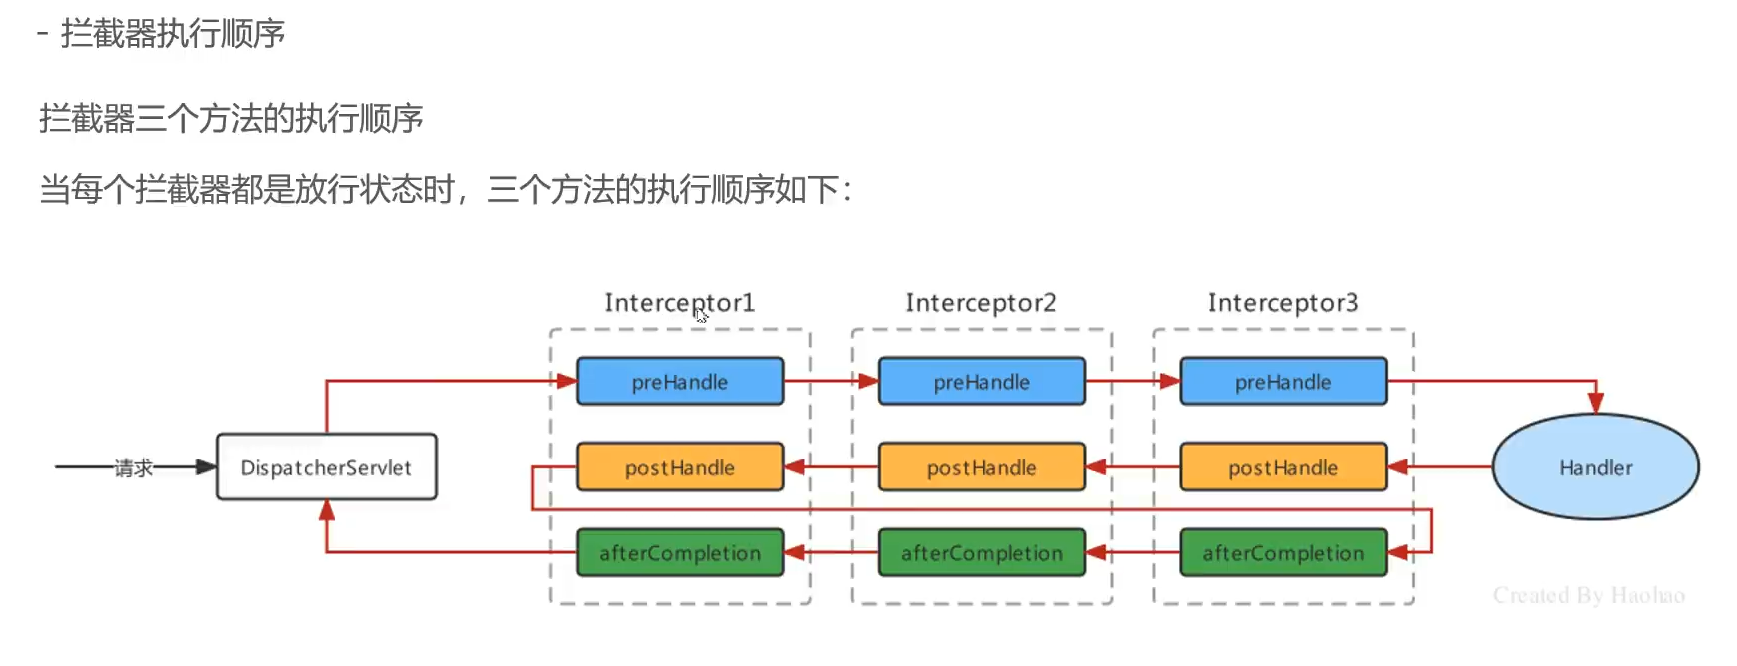 - 拦截器执行顺序
拦截器三个方法的执行顺序
当每个拦截器都是放行状态时，三个方法的执行顺序如下：
Interceptor1 Interceptor2 Interceptor3
preHandle preHandle preHandle
请求 DispatcherServlet postHandle postHandle postHandle Handler
afterCompletion afterCompletion afterCompletion
Created By Haohao